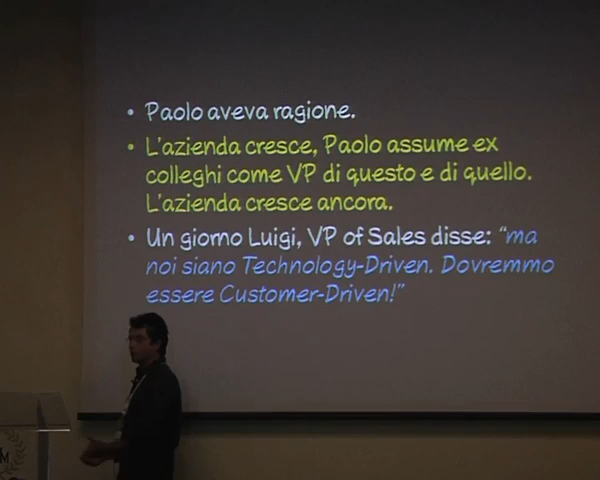 • Paolo aveva ragione.
• L'azienda cresce, Paolo assume ex
colleghi come VP di questo e di quello.
L'azienda cresce ancora.
• Un giorno Luigi, VP of Sales disse: "ma
noi siano Technology-Driven. Dovremmo
essere Customer-Driven!"
M